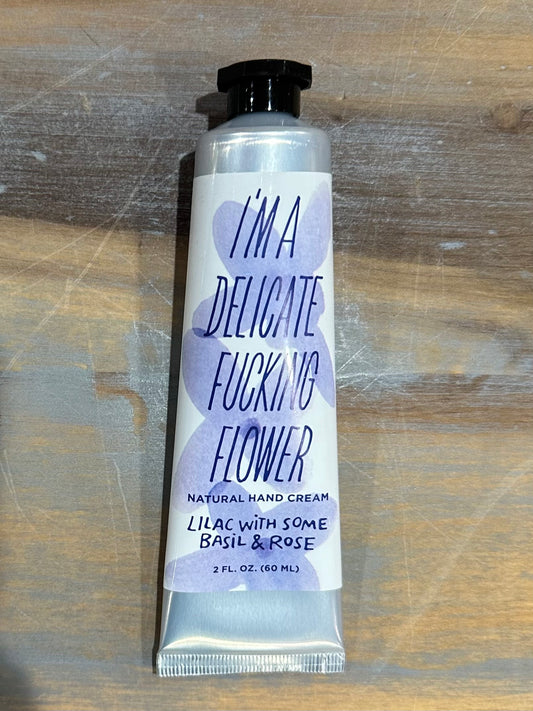 I'M A
DELICATE
FUCKING
FLOWER
NATURAL HAND CREAM
LILAC WITH SOME
BASIL & ROSE
2 FL. OZ. (60 ML)